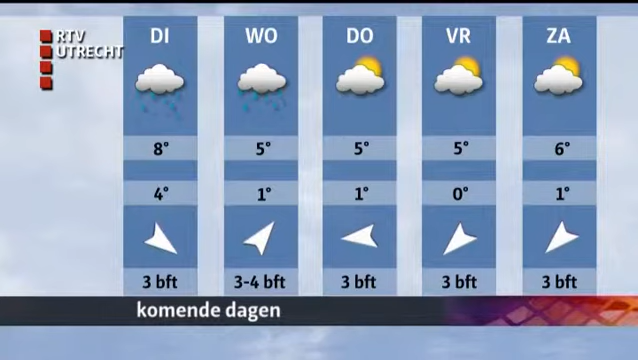 RTV
UTRECHT
DI WO DO VR ZA
8° 5° 5° 5° 6°
4° 1° 1° 0° 1°
3 bft 3-4 bft 3 bft 3 bft 3 bft
komende dagen